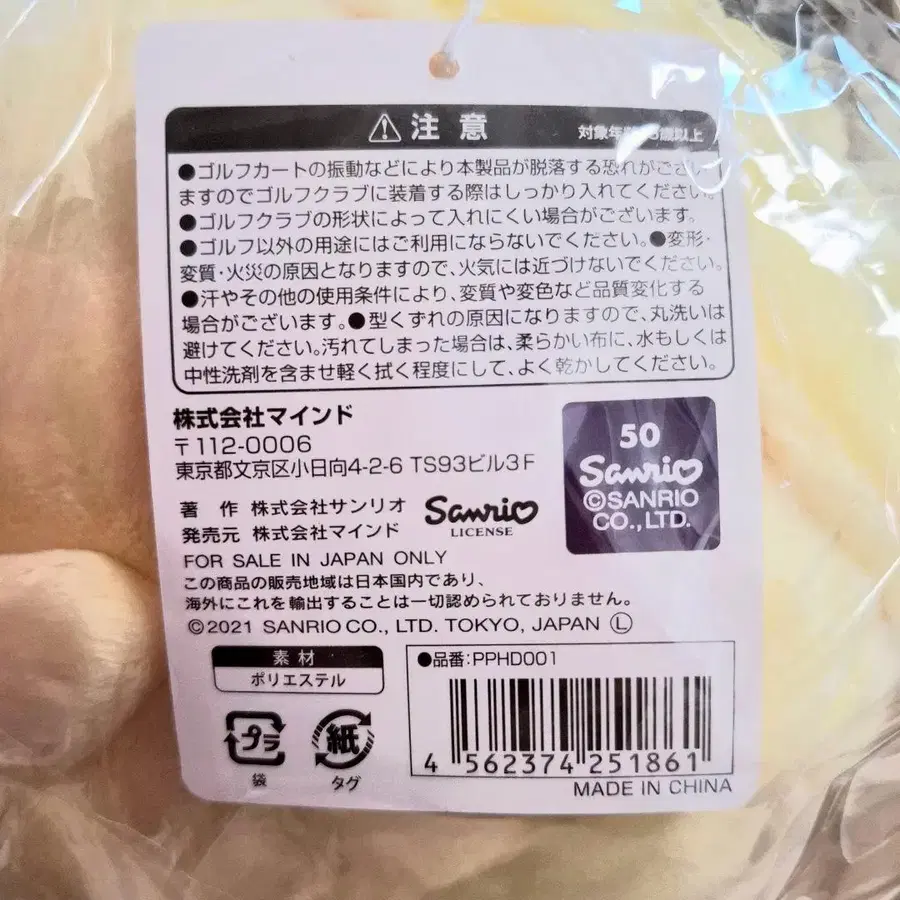 注意
対象年齢 歳以上
●ゴルフカートの振動などにより本製品が脱落する恐れがござい
ますのでゴルフクラブに装着する際はしっかり入れてください。
●ゴルフクラブの形状によって入れにくい場合がございます。
●ゴルフ以外の用途にはご利用にならないでください。●変形・
変質・火災の原因となりますので、火気には近づけないでください。
●汗やその他の使用条件により、変質や変色など品質変化する
場合がございます。●型くずれの原因になりますので、丸洗いは
避けてください。汚れてしまった場合は、柔らかい布に、水もしくは
中性洗剤を含ませ軽く拭く程度にして、よく乾かしてください。
株式会社マインド
〒112-0006
東京都文京区小日向4-2-6 TS93ビル3F
著作 株式会社サンリオ
発売元 株式会社マインド
Sanrio
LICENSE
50
Sanrio
©SANRIO
CO.,LTD.
FOR SALE IN JAPAN ONLY
この商品の販売地域は日本国内であり、
海外にこれを輸出することは一切認められておりません。
©2021 SANRIO CO., LTD. TOKYO, JAPAN Ⓛ
素材
ポリエステル
プラ
袋
紙
タグ
●品番:PPHD001
4 562374 251861
MADE IN CHINA